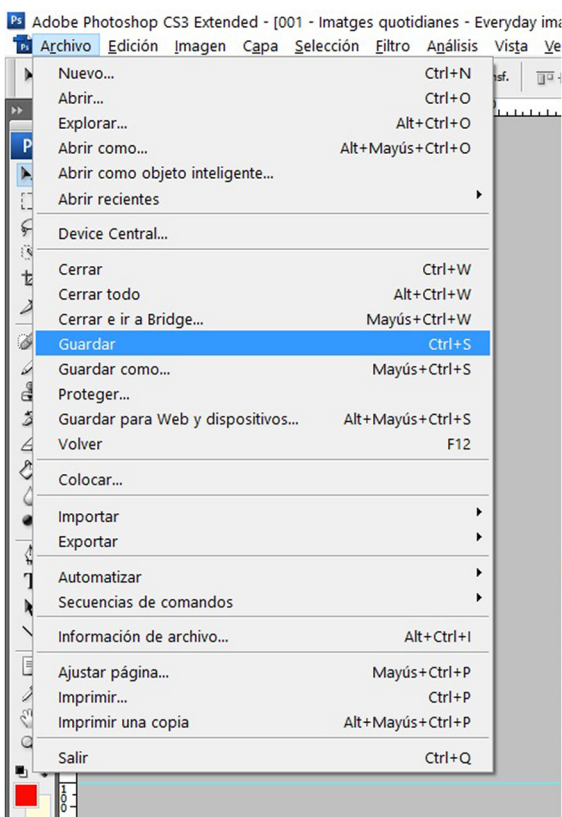 Ps Adobe Photoshop CS3 Extended - [001 - Imatges quotidianes - Everyday ima
Ps Archivo Edición Imagen Capa Selección Filtro Análisis Vista Ve
Nuevo... Ctrl+N
Abrir... Ctrl+O
Explorar... Alt+Ctrl+O
Abrir como... Alt+Mayús+Ctrl+O
Abrir como objeto inteligente...
Abrir recientes
Device Central...
Cerrar Ctrl+W
Cerrar todo Alt+Ctrl+W
Cerrar e ir a Bridge... Mayús+Ctrl+W
Guardar Ctrl+S
Guardar como... Mayús+Ctrl+S
Proteger...
Guardar para Web y dispositivos... Alt+Mayús+Ctrl+S
Volver F12
Colocar...
Importar
Exportar
Automatizar
Secuencias de comandos
Información de archivo... Alt+Ctrl+I
Ajustar página... Mayús+Ctrl+P
Imprimir... Ctrl+P
Imprimir una copia Alt+Mayús+Ctrl+P
Salir Ctrl+Q
100